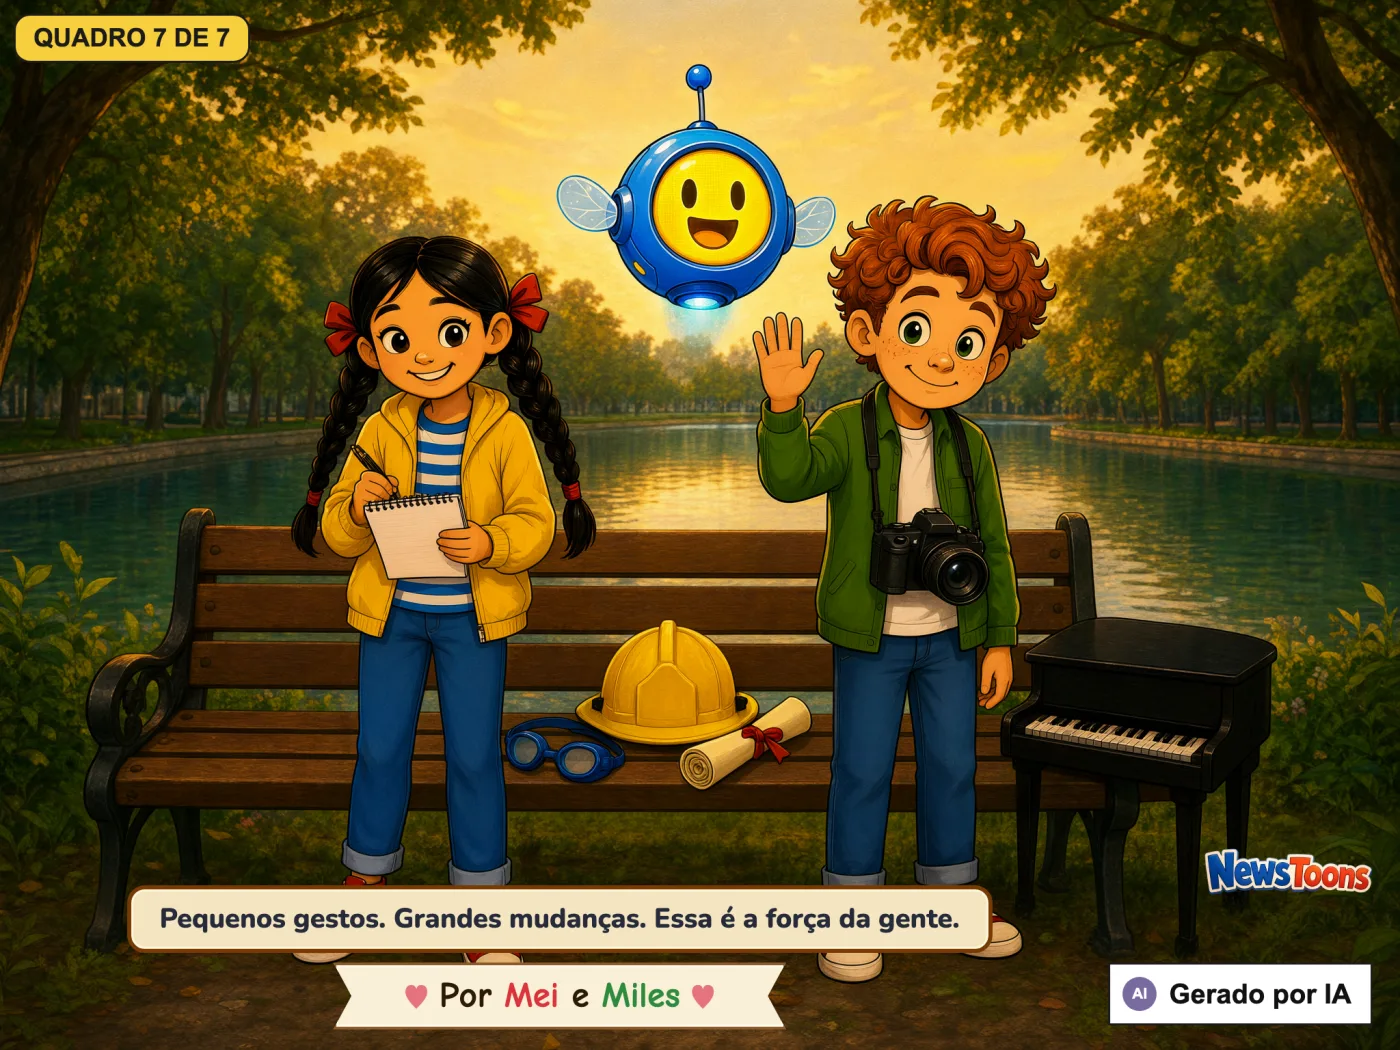 QUADRO 7 DE 7
Pequenos gestos. Grandes mudanças. Essa é a força da gente.
Por Mei e Miles
NewsToons
AI Gerado por IA